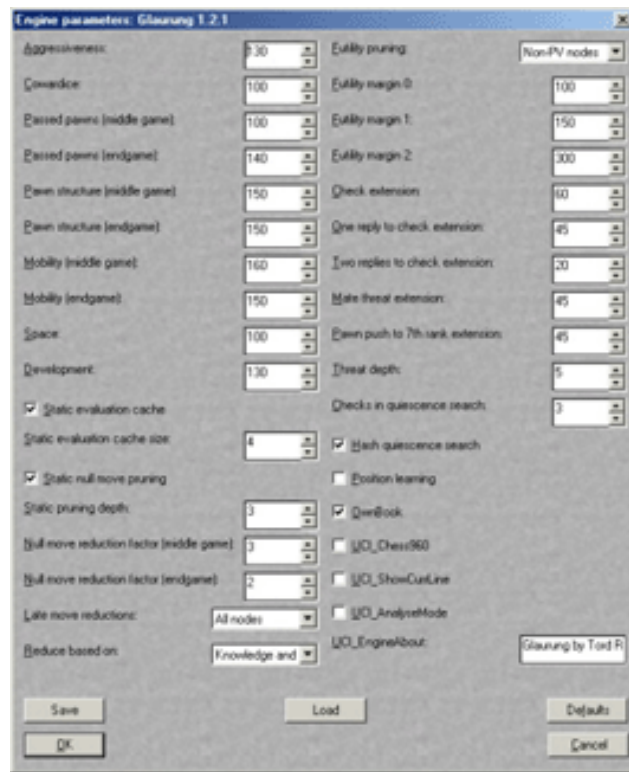 Engine parameters: Glaurung 1.2.1
Aggressiveness: 130
Cowardice: 100
Passed pawns (middle game): 100
Passed pawns (endgame): 140
Pawn structure (middle game): 150
Pawn structure (endgame): 150
Mobility (middle game): 160
Mobility (endgame): 150
Space: 100
Development: 130
Static evaluation cache
Static evaluation cache size: 4
Static null move pruning
Static pruning depth: 3
Null move reduction factor (middle game): 3
Null move reduction factor (endgame): 2
Late move reductions: All nodes
Reduce based on: Knowledge and
Futility pruning: Non-PV nodes
Futility margin 0: 100
Futility margin 1: 150
Futility margin 2: 300
Check extension: 60
One reply to check extension: 45
Two replies to check extension: 20
Mate threat extension: 45
Pawn push to 7th rank extension: 45
Threat depth: 5
Checks in quiescence search: 3
Hash quiescence search
Position learning
OwnBook
UCI_Chess960
UCI_ShowCurrLine
UCI_AnalyseMode
UCI_EngineAbout: Glaurung by Tord R
Save
Load
Defaults
OK
Cancel